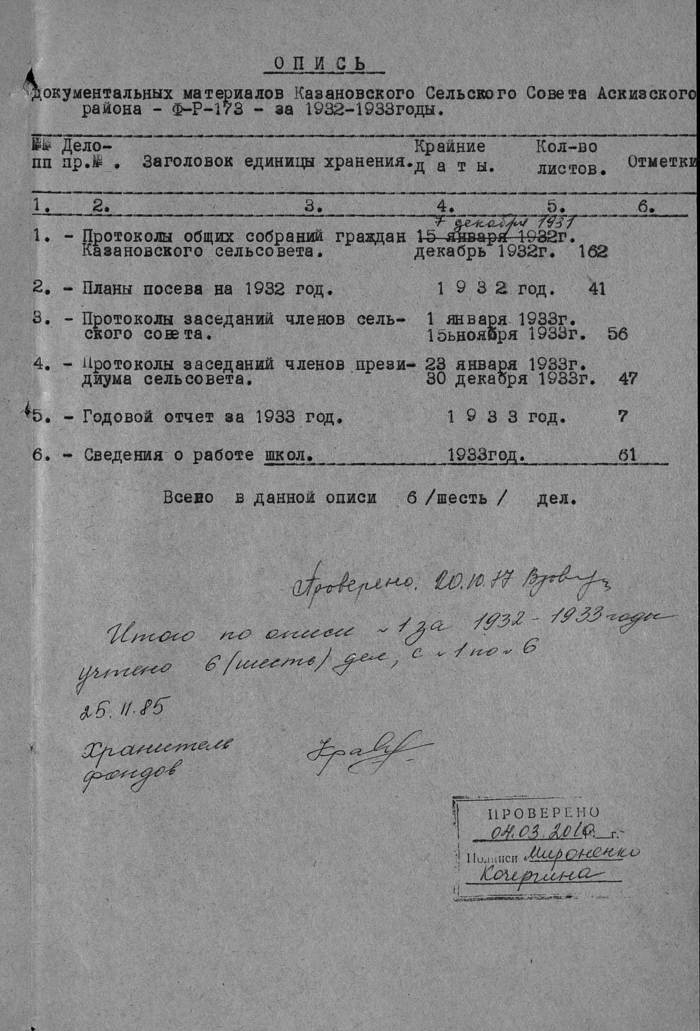 ОПИСЬ
документальных материалов Казановского Сельского Совета Аскизского
района - Ф-Р-173 - за 1932-1933годы.
№№ Дело- Крайние Кол-во
пп пр.№. Заголовок единицы хранения. д а т ы. листов. Отметки
1. 2. 3. 4. 5. 6.
7 декабря 1931
1. - Протоколы общих собраний граждан 15 января 1932г.
Казановского сельсовета. декабрь 1932г. 162
2. - Планы посева на 1932 год. 1 9 3 2 год. 41
3. - Протоколы заседаний членов сель- 1 января 1933г.
ского совета. 15ьноября 1933г. 56
4. - Протоколы заседаний членов прези- 23 января 1933г.
диума сельсовета. 30 декабря 1933г. 47
5. - Годовой отчет за 1933 год. 1 9 3 3 год. 7
6. - Сведения о работе школ. 1933год. 61
Всено в данной описи 6 /шесть/ дел.
Проверено. 20.10.87
Итого по описи №1 за 1932-1933 годы
учтено 6 (шесть) дел, с №1 по №6
25.11.85
Хранитель
фондов
ПРОВЕРЕНО
04.03.2010. г.
Подписи Мироненко
Кочергина